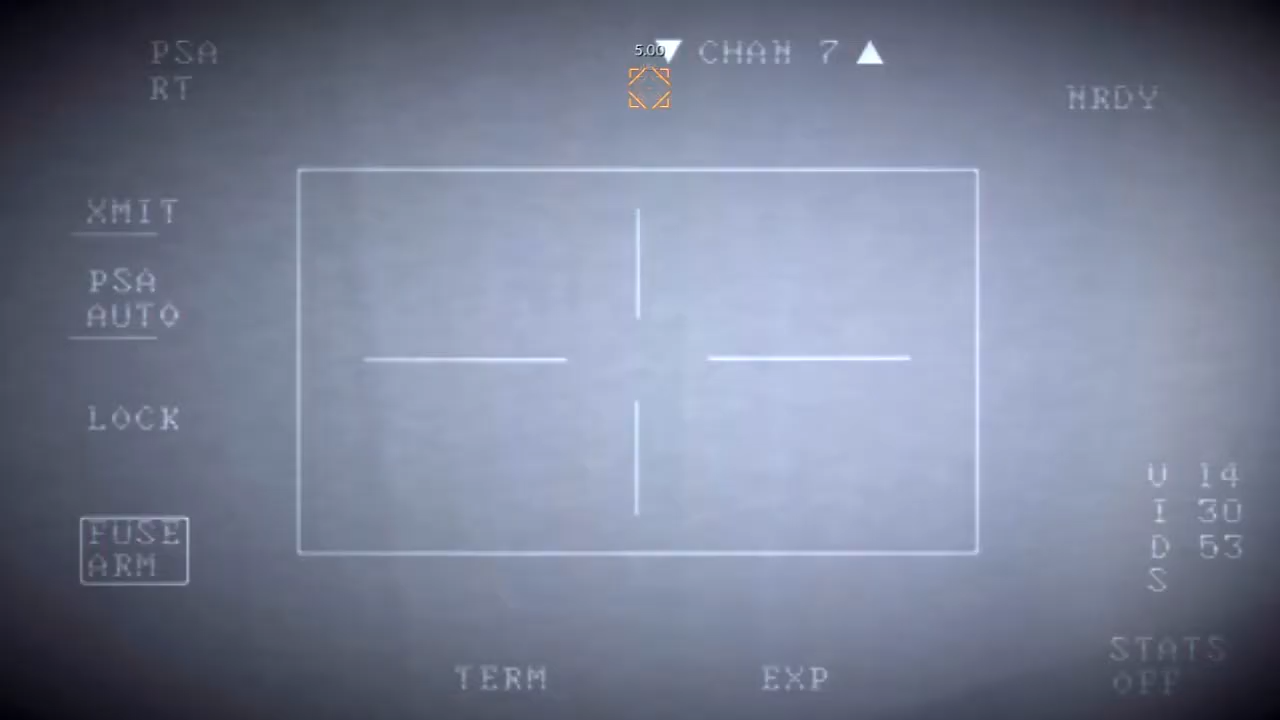 PSA
RT
5.00
CHAN 7
NRDY
XMIT
PSA
AUTO
LOCK
FUSE
ARM
V 14
I 30
D 53
S
TERM
EXP
STATS
OFF